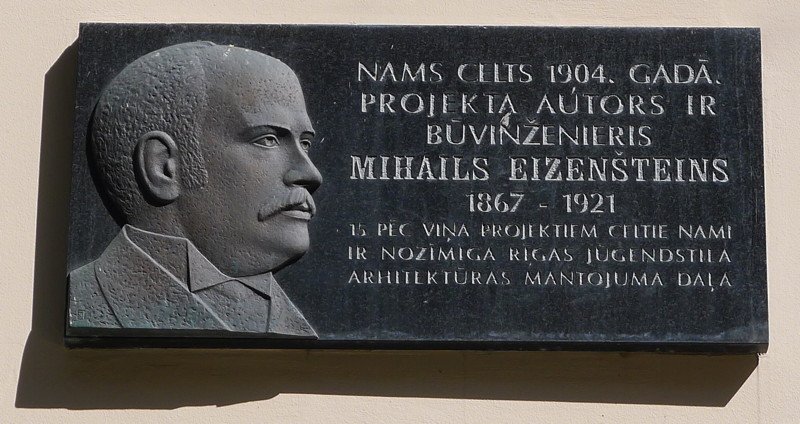 NAMS CELTS 1904. GADĀ.
PROJEKTA AUTORS IR
BŪVINŽENIERIS
MIHAILS EIZENŠTEINS
1867 - 1921
15 PĒC VIŅA PROJEKTIEM CELTIE NAMI
IR NOZĪMĪGA RĪGAS JŪGENDSTILA
ARHITEKTŪRAS MANTOJUMA DAĻA